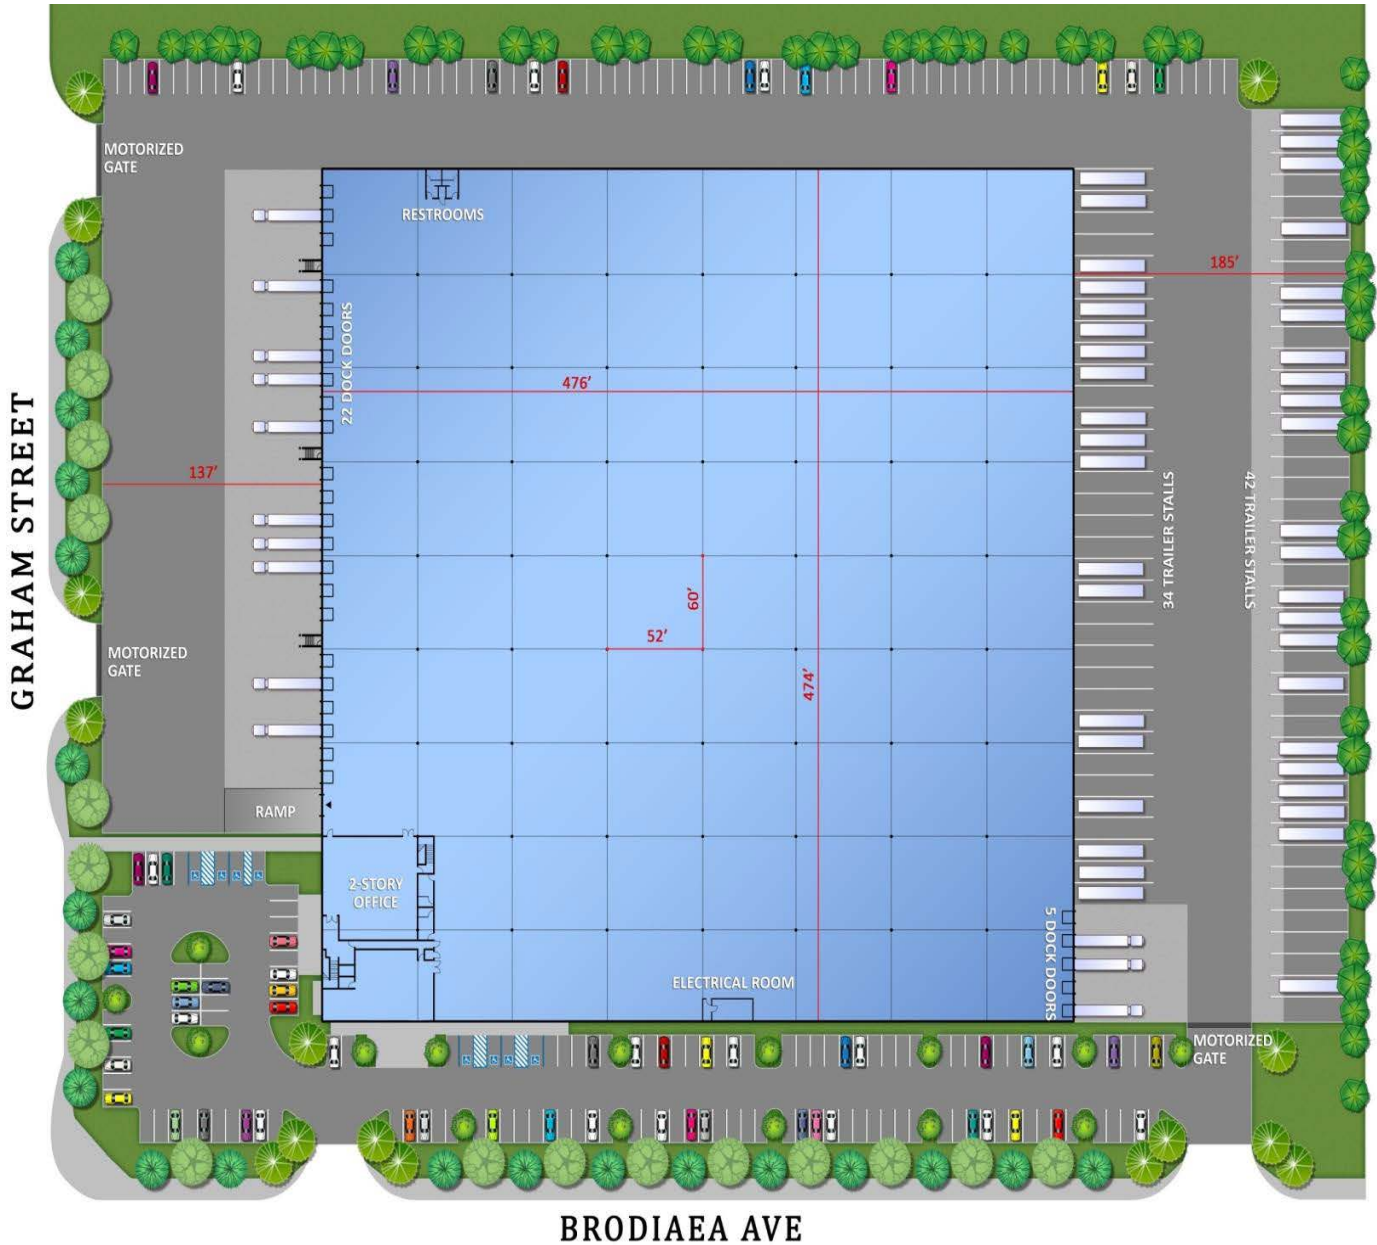 MOTORIZED
GATE
RESTROOMS
185'
22 DOCK DOORS
476'
GRAHAM STREET
137'
34 TRAILER STALLS
42 TRAILER STALLS
60'
52'
474'
MOTORIZED
GATE
RAMP
2-STORY
OFFICE
5 DOCK DOORS
ELECTRICAL ROOM
MOTORIZED
GATE
BRODIAEA AVE